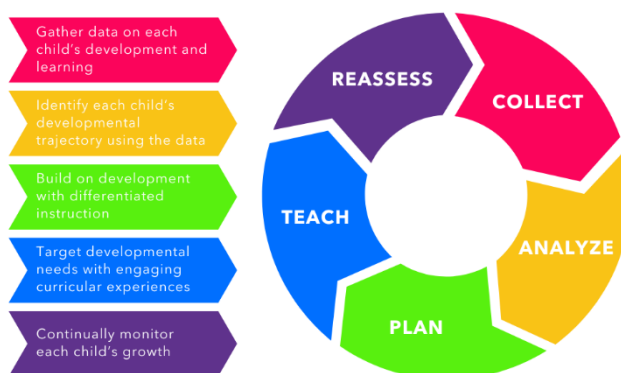 Gather data on each
child's development and
learning
Identify each child's
developmental
trajectory using the data
Build on development
with differentiated
instruction
Target developmental
needs with engaging
curricular experiences
Continually monitor
each child's growth
REASSESS
COLLECT
TEACH
ANALYZE
PLAN